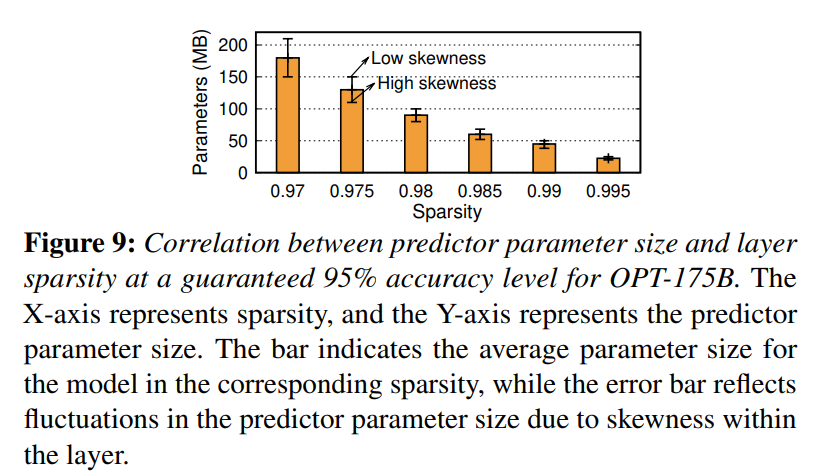 Parameters (MB)
200
150
100
50
0
Low skewness
High skewness
0.97 0.975 0.98 0.985 0.99 0.995
Sparsity
Figure 9: Correlation between predictor parameter size and layer
sparsity at a guaranteed 95% accuracy level for OPT-175B. The
X-axis represents sparsity, and the Y-axis represents the predictor
parameter size. The bar indicates the average parameter size for
the model in the corresponding sparsity, while the error bar reflects
fluctuations in the predictor parameter size due to skewness within
the layer.